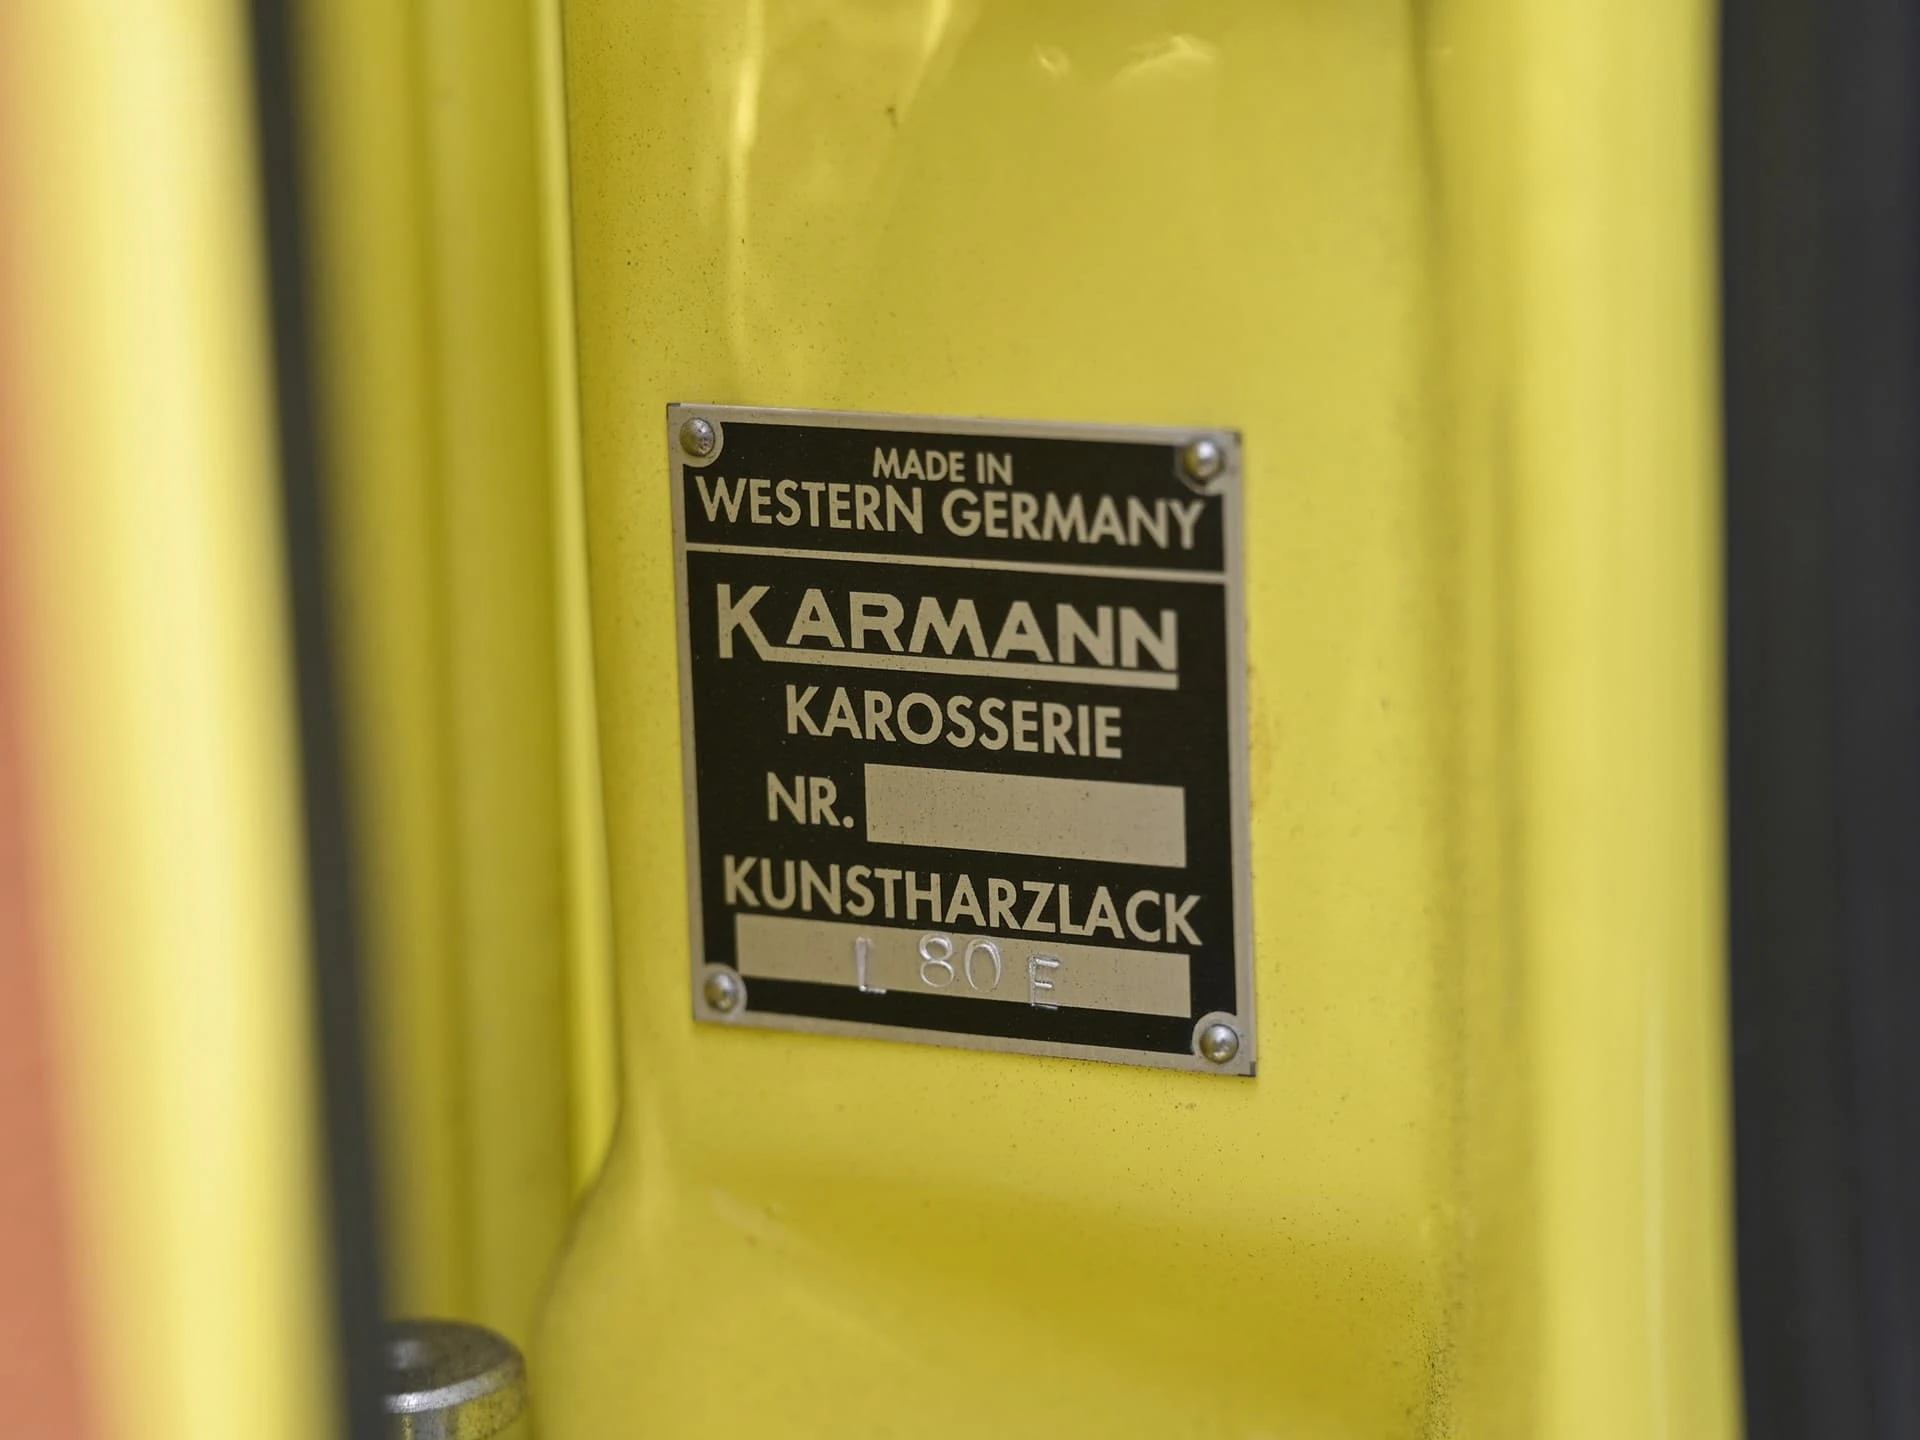 MADE IN
WESTERN GERMANY
KARMANN
KAROSSERIE
NR.
KUNSTHARZLACK
L 80 E